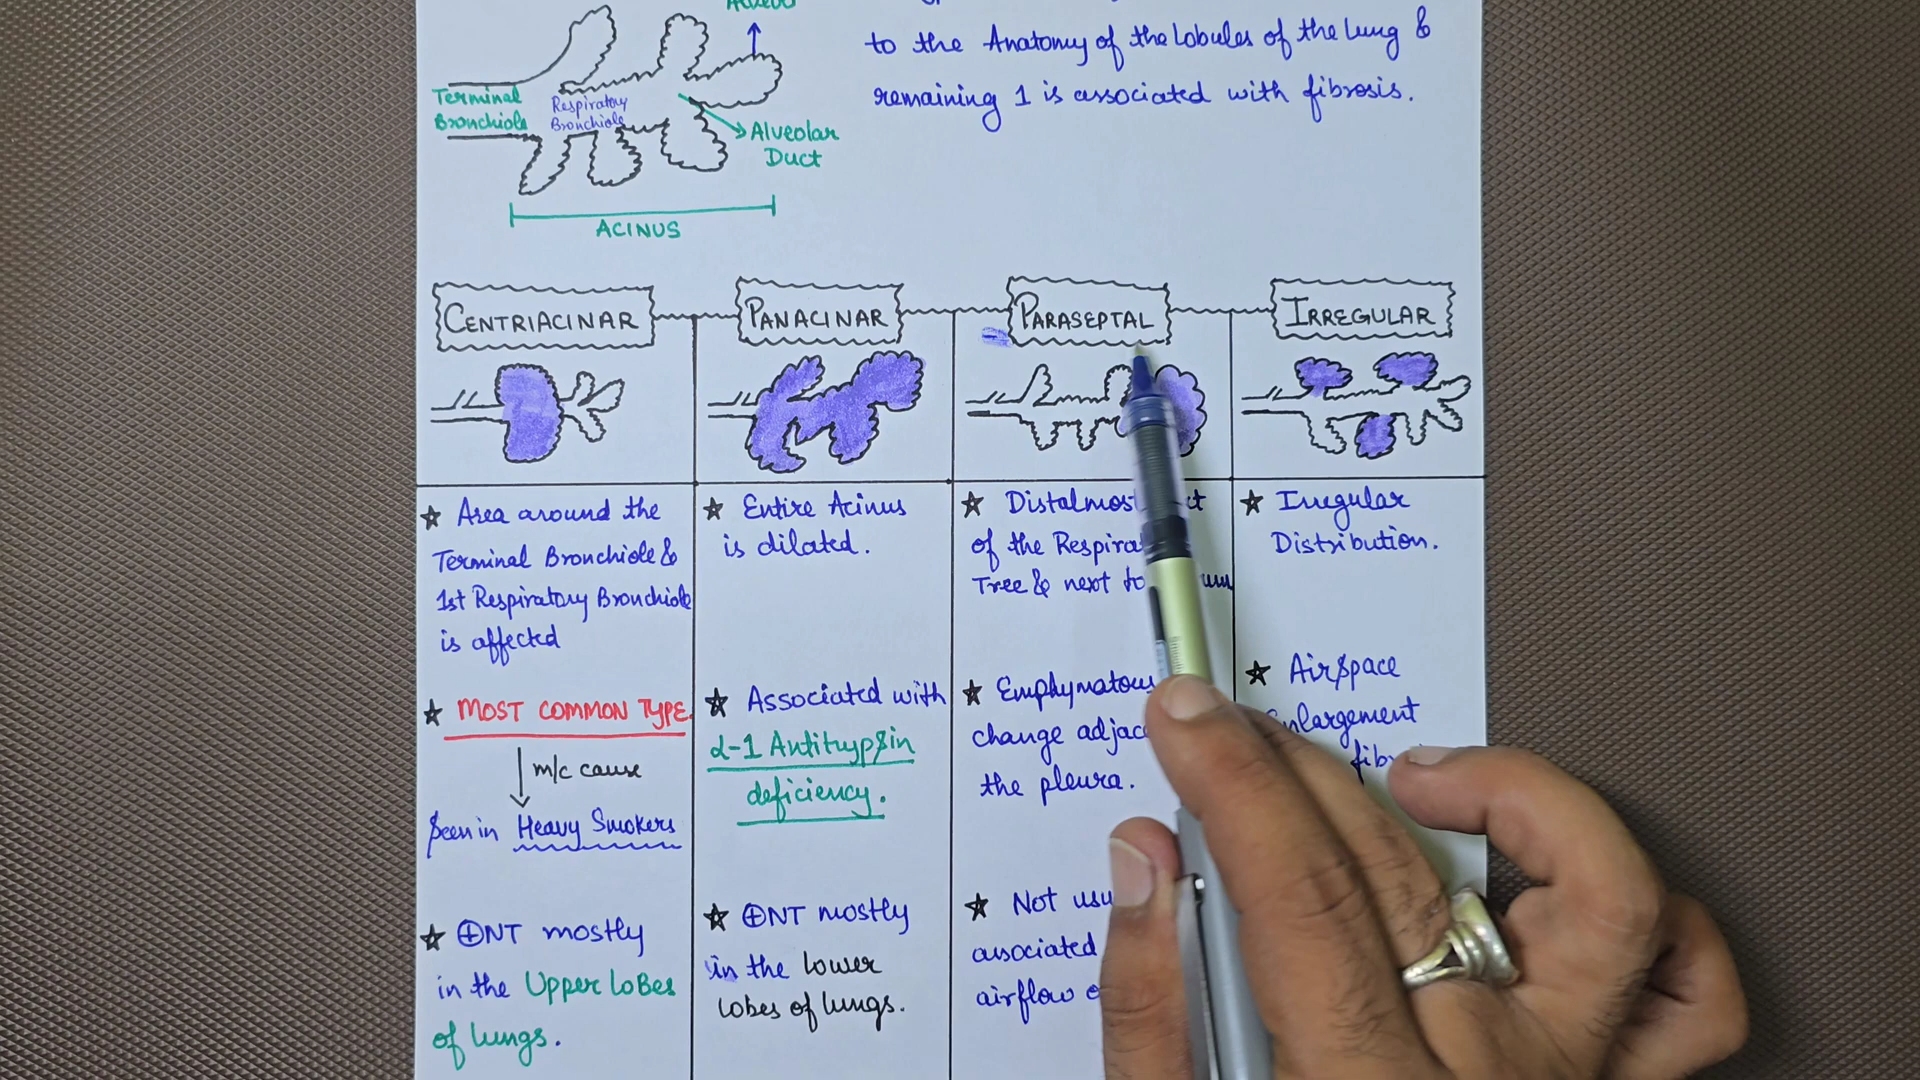 to the Anatomy of the Lobules of the Lung &
remaining 1 is associated with fibrosis.
Terminal
Bronchiole
Respiratory
Bronchiole
Alveolar
Duct
ACINUS
CENTRIACINAR
PANACINAR
PARASEPTAL
IRREGULAR
★ Area around the
Terminal Bronchiole &
1st Respiratory Bronchiole
is affected
★ MOST COMMON TYPE.
m/c cause
Seen in Heavy Smokers
★ ⊕NT mostly
in the Upper Lobes
of lungs.
★ Entire Acinus
is dilated.
★ Associated with
α-1 Antitrypsin
deficiency.
★ ⊕NT mostly
in the lower
lobes of lungs.
★ Distalmost
of the
Tree & next to
★ Emphymatous
change
the pleura.
★ Not
associated
airflow
★ Irregular
Distribution.
★ Airspace
Enlargement